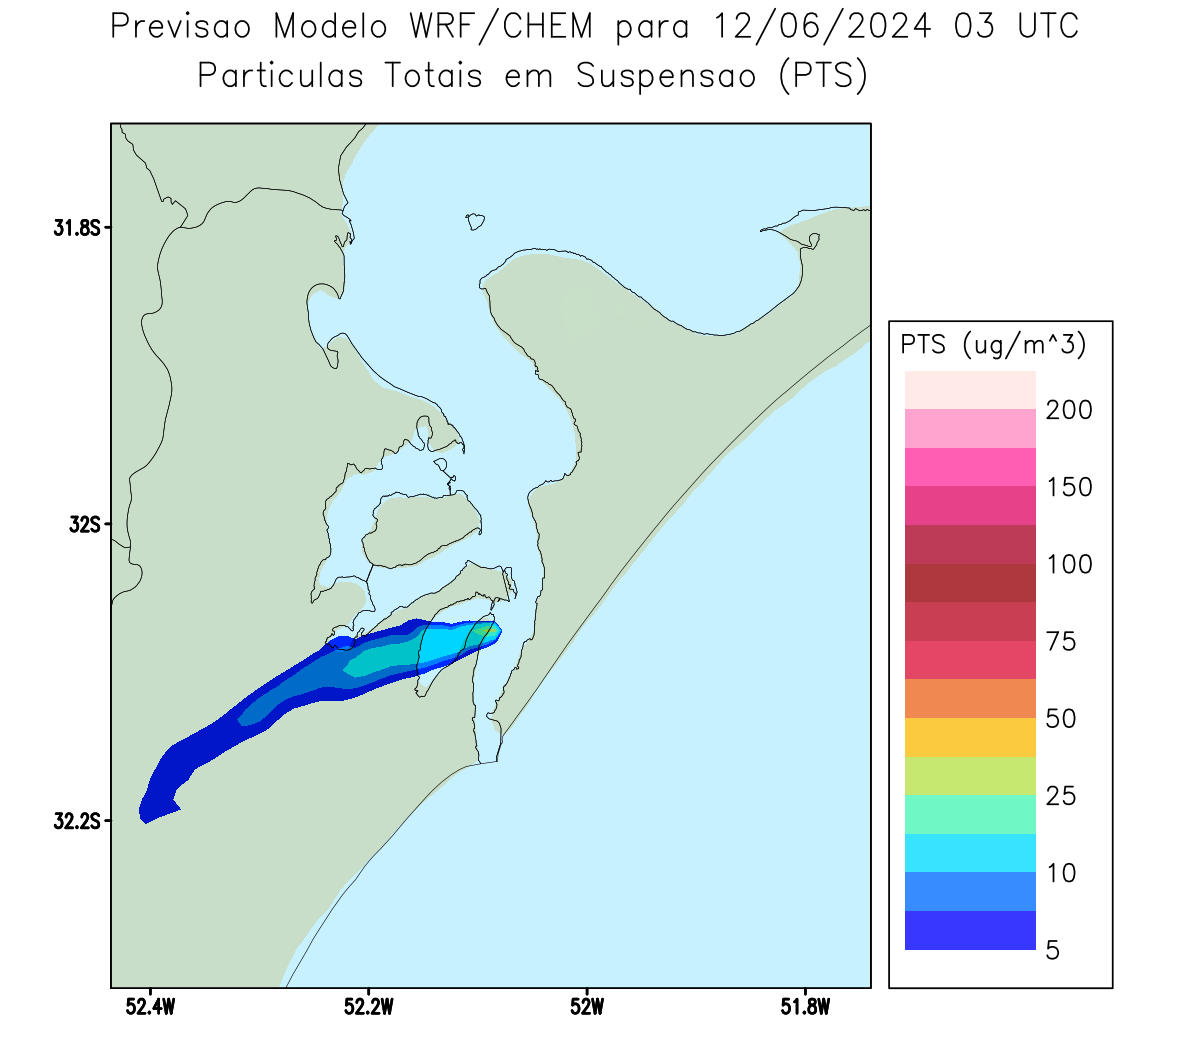 Previsao Modelo WRF/CHEM para 12/06/2024 03 UTC
Particulas Totais em Suspensao (PTS)
31.8S
32S
32.2S
52.4W
52.2W
52W
51.8W
PTS (ug/m^3)
200
150
100
75
50
25
10
5